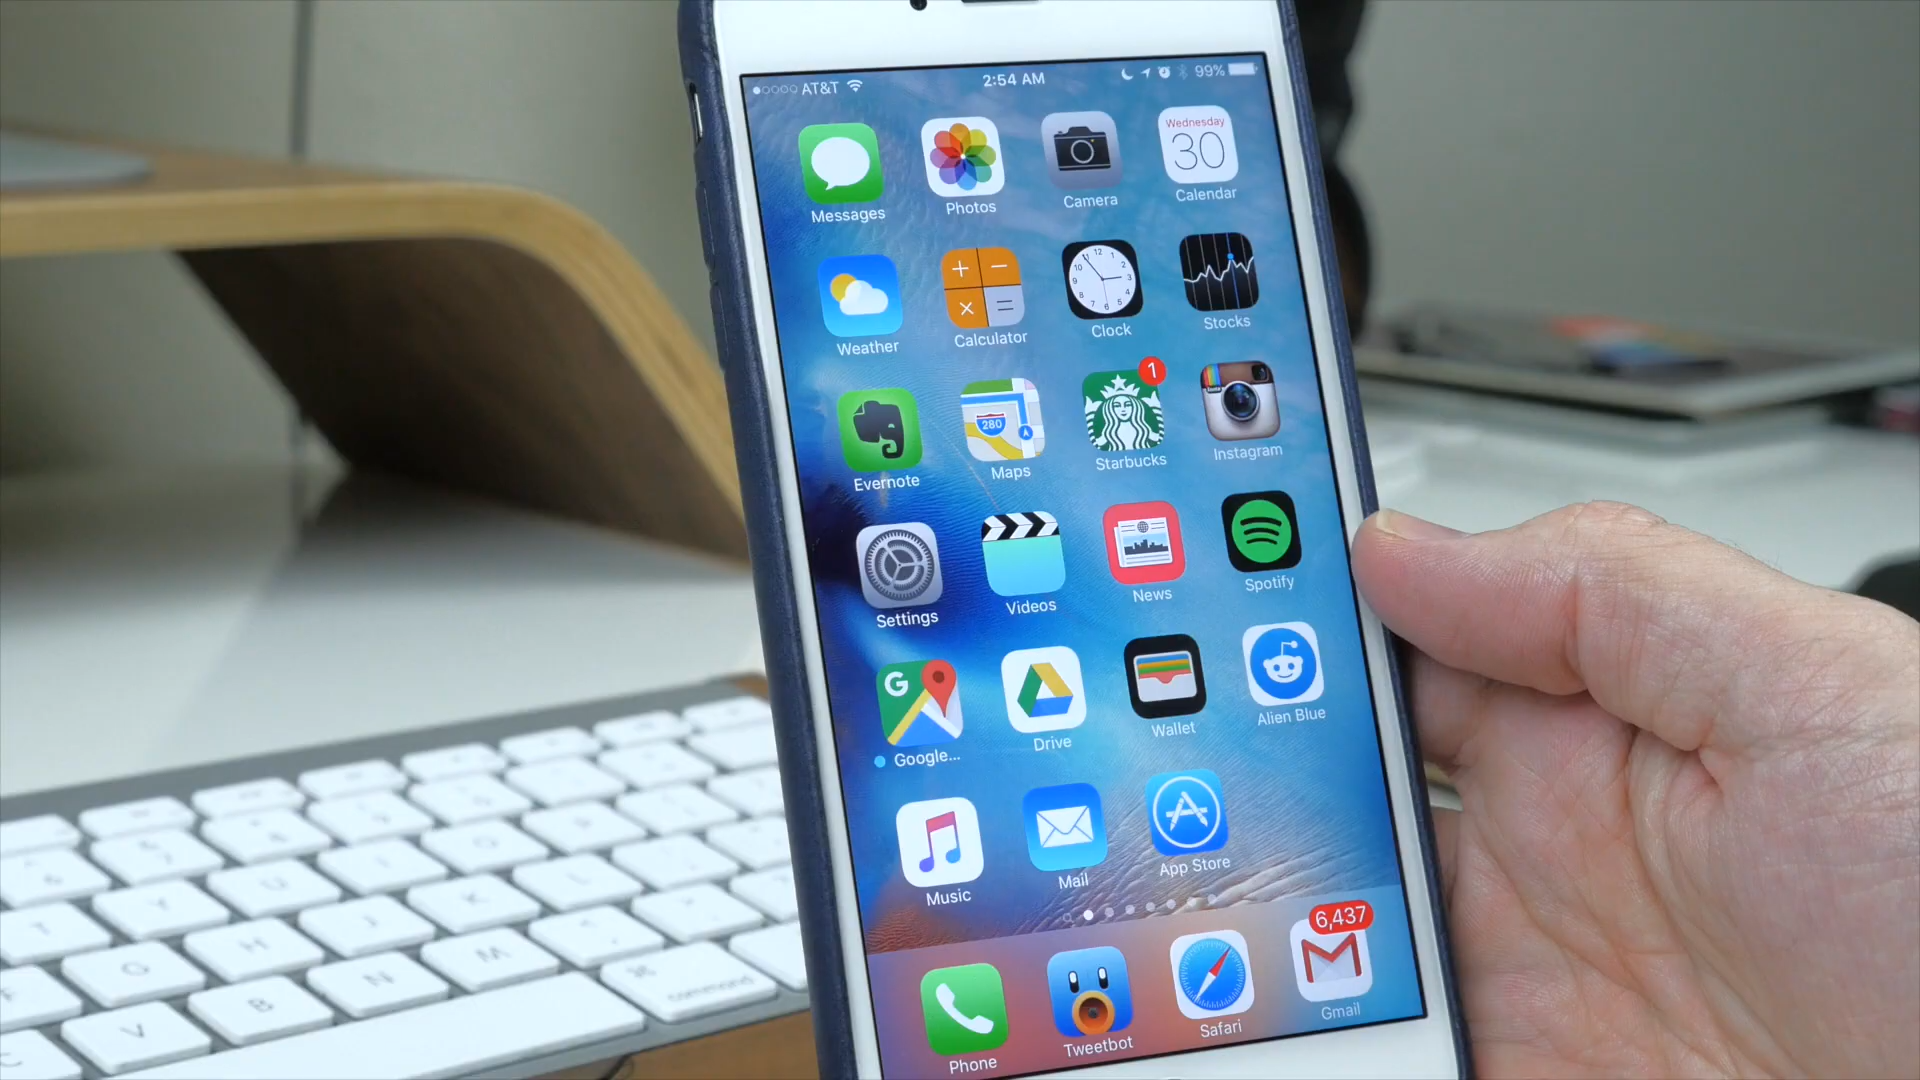 AT&T 2:54 AM 99%
Wednesday
30
Messages Photos Camera Calendar
Weather Calculator Clock Stocks
280
1
Evernote Maps Starbucks Instagram
Settings Videos News Spotify
G
Google... Drive Wallet Alien Blue
Music Mail App Store
6,437
Phone Tweetbot Safari Gmail
Y U
H J K L
G
V B N M
command